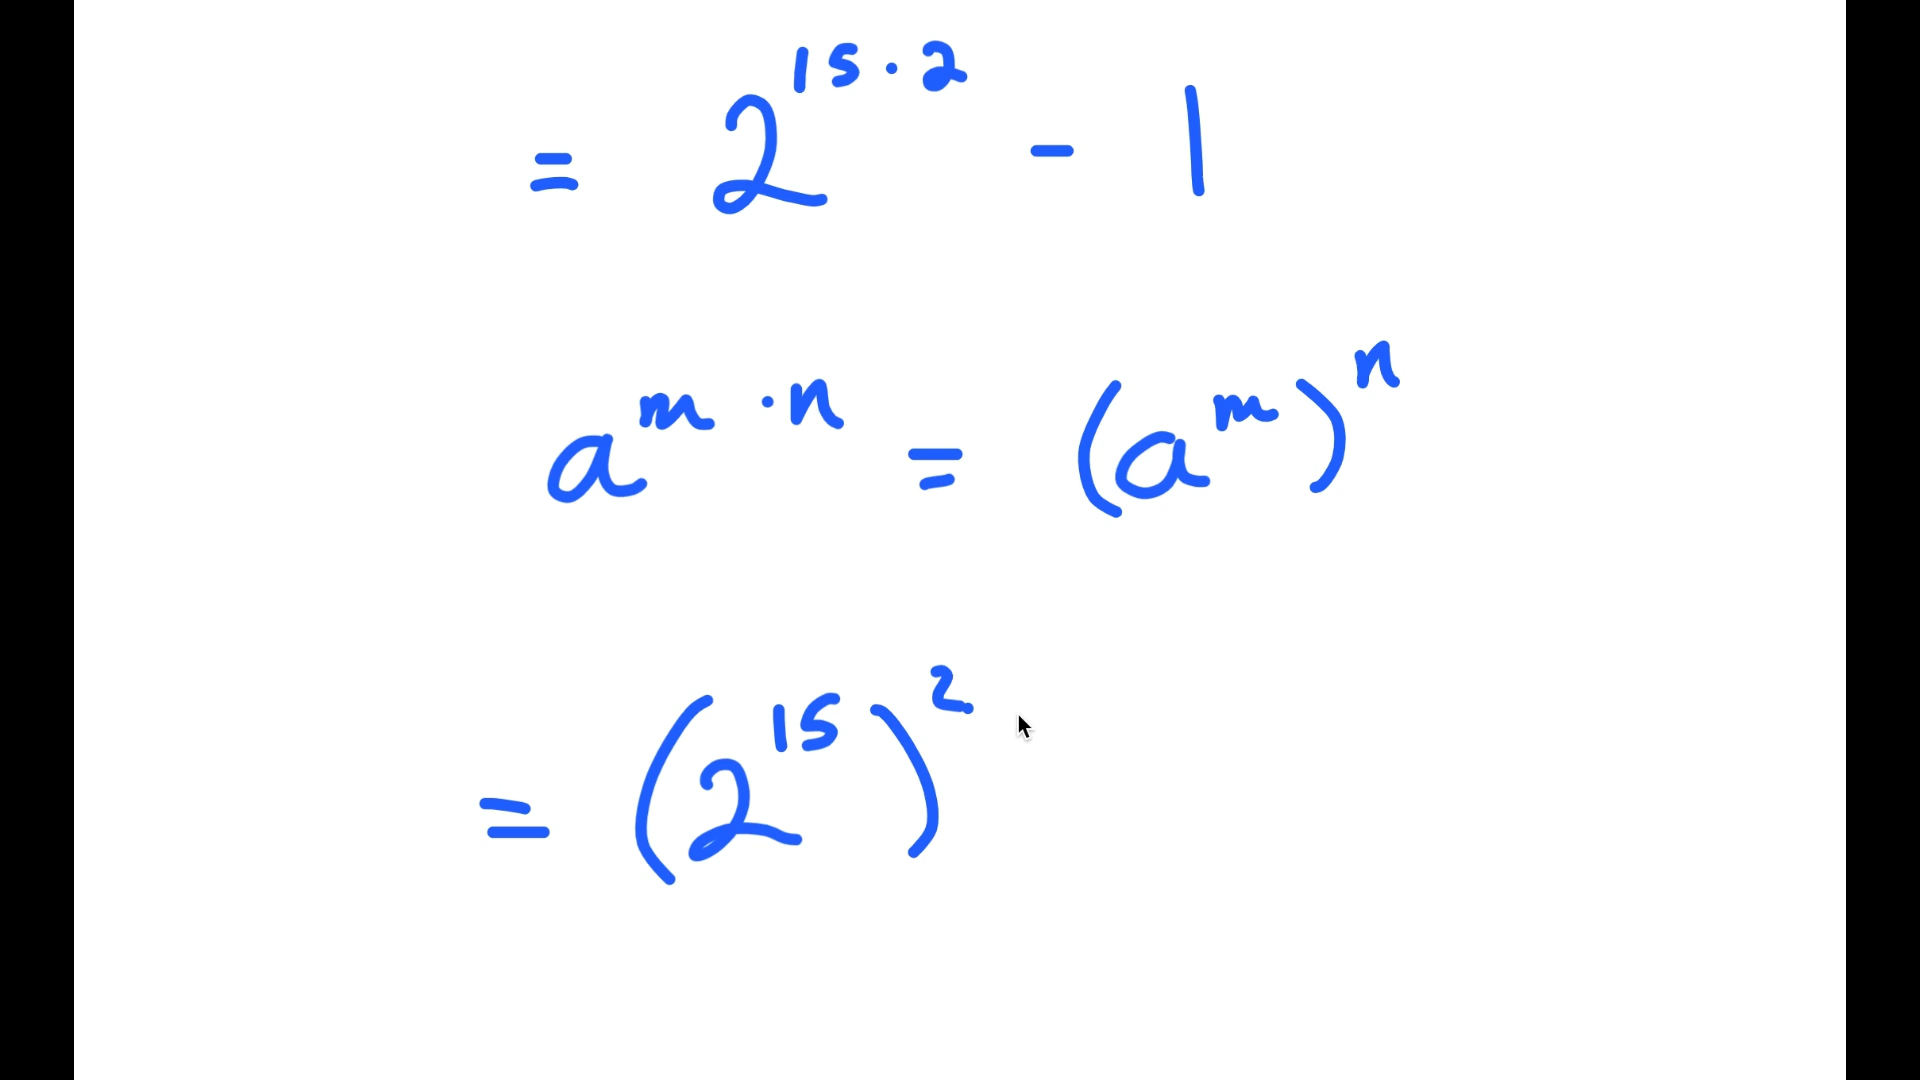 = 2^{15·2} - 1
a^{m·n} = (a^m)^n
= (2^{15})^2